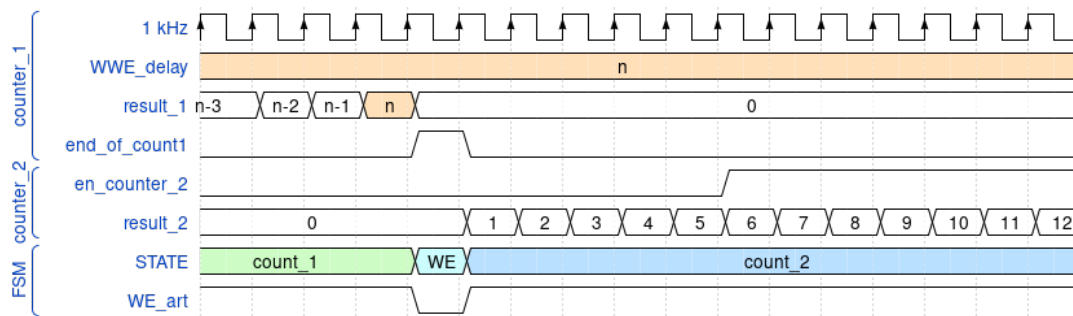 counter_1
1 kHz
WWE_delay n
result_1 n-3 n-2 n-1 n 0
end_of_count1
counter_2
en_counter_2
result_2 0 1 2 3 4 5 6 7 8 9 10 11 12
FSM
STATE count_1 WE count_2
WE_art